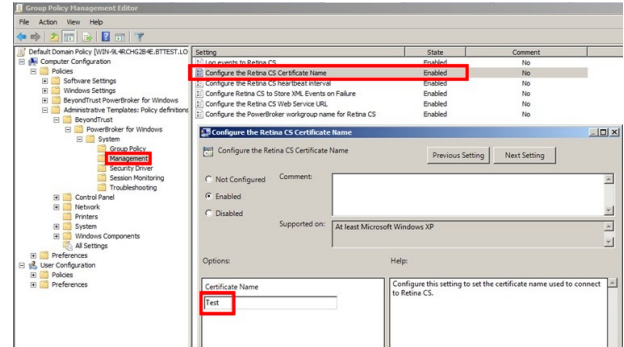 Group Policy Management Editor
File Action View Help
Default Domain Policy [WIN-9L4RCHG2B4E.BTTEST.LO
Computer Configuration
Policies
Software Settings
Windows Settings
BeyondTrust PowerBroker for Windows
Administrative Templates: Policy definitions
BeyondTrust
PowerBroker for Windows
System
Group Policy
Management
Security Driver
Session Monitoring
Troubleshooting
Control Panel
Network
Printers
System
Windows Components
All Settings
Preferences
User Configuration
Policies
Preferences
Setting State Comment
Log events to Retina CS Enabled No
Configure the Retina CS Certificate Name Enabled No
Configure the Retina CS heartbeat interval Enabled No
Configure Retina CS to Store XML Events on Failure Enabled No
Configure the Retina CS Web Service URL Enabled No
Configure the PowerBroker workgroup name for Retina CS Enabled No
Configure the Retina CS Certificate Name
Configure the Retina CS Certificate Name
Previous Setting Next Setting
Not Configured Comment:
Enabled
Disabled
Supported on: At least Microsoft Windows XP
Options: Help:
Certificate Name
Test
Configure this setting to set the certificate name used to connect
to Retina CS.